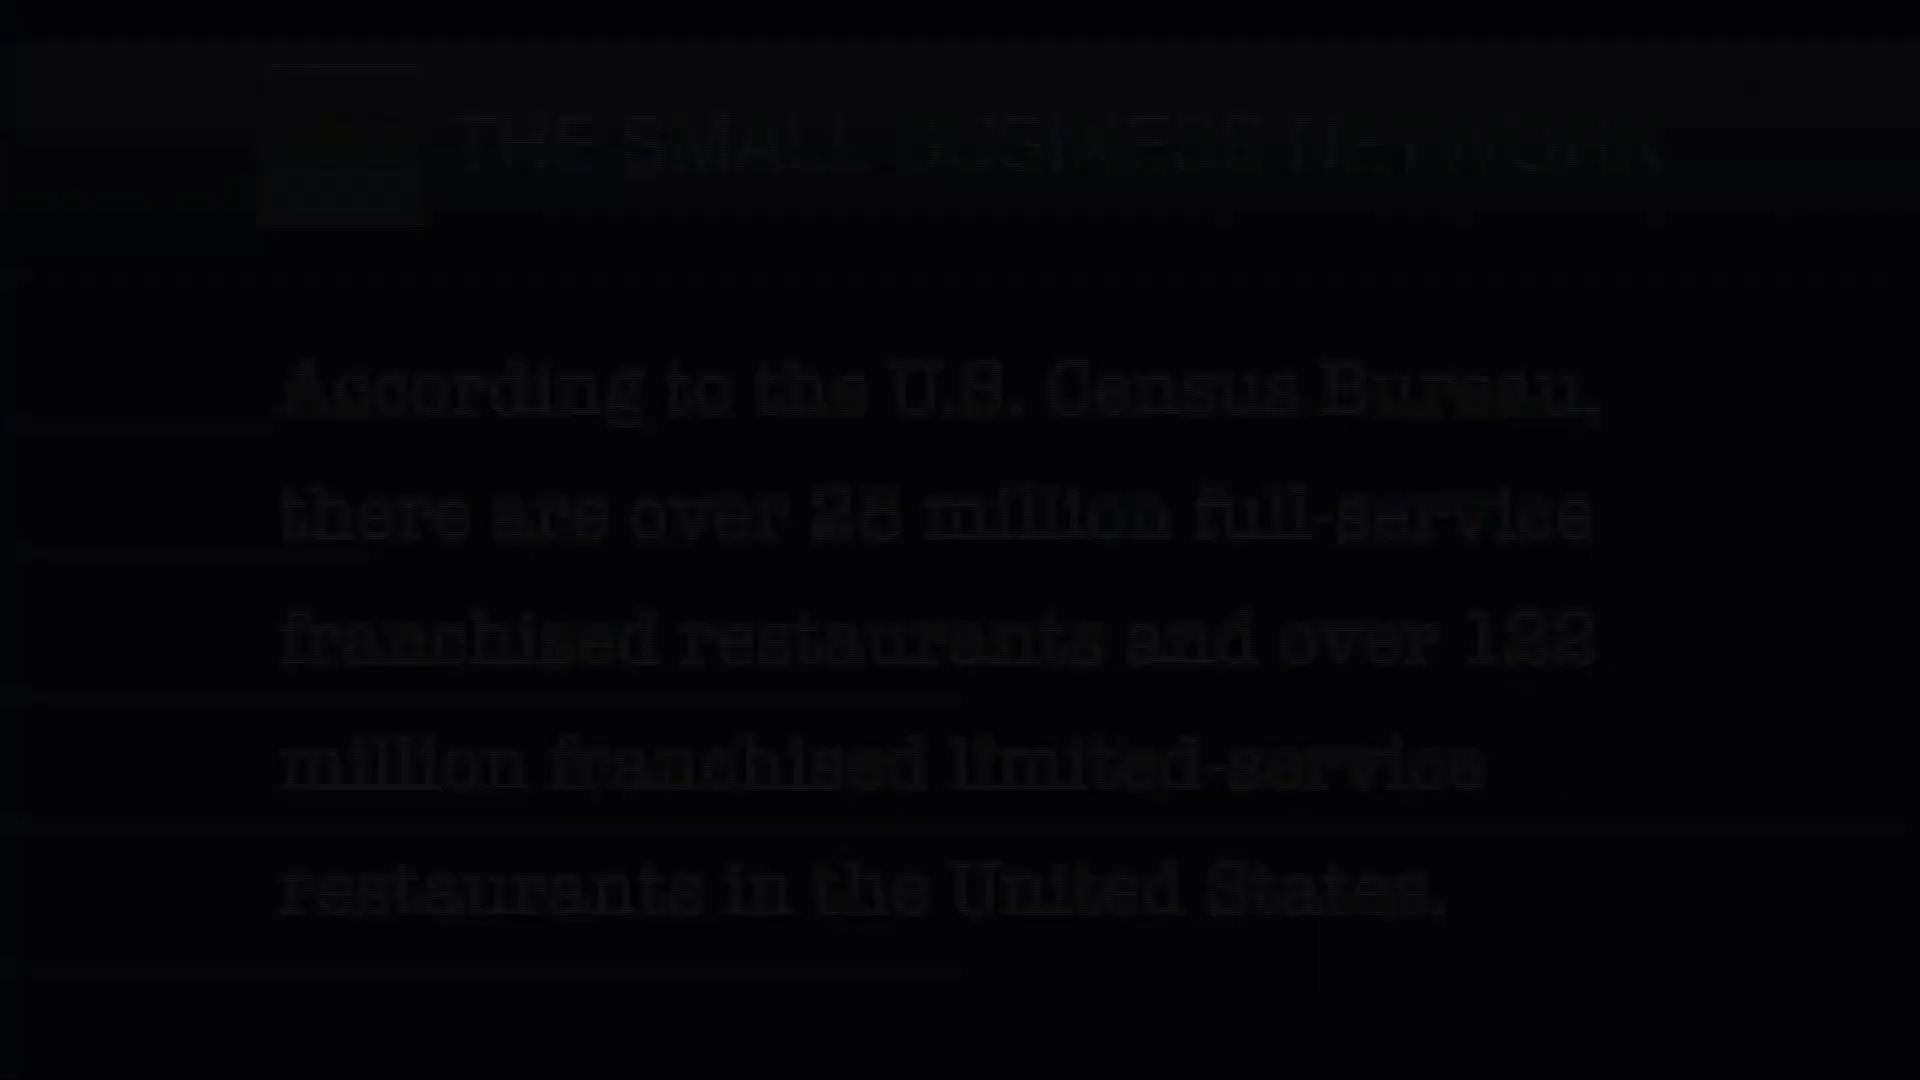 THE SMALL BUSINESS NETWORK
According to the U.S. Census Bureau,
there are over 28 million full-service
franchised restaurants and over 122
million franchised limited-service
restaurants in the United States.